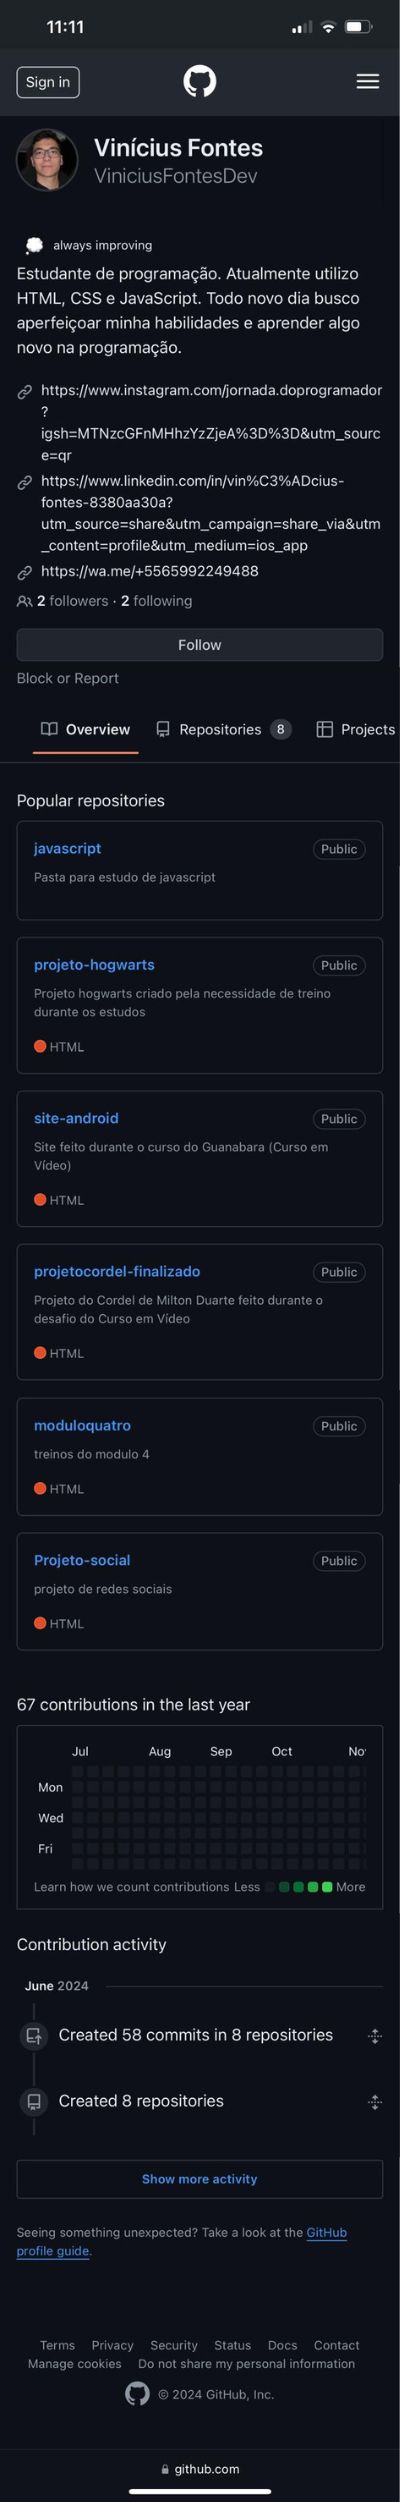 11:11
Sign in
Vinícius Fontes
ViniciusFontesDev
always improving
Estudante de programação. Atualmente utilizo
HTML, CSS e JavaScript. Todo novo dia busco
aperfeiçoar minha habilidades e aprender algo
novo na programação.
https://www.instagram.com/jornada.doprogramador
?
igsh=MTNzcGFnMHhzYzZjeA%3D%3D&utm_sourc
e=qr
https://www.linkedin.com/in/vin%C3%ADcius-
fontes-8380aa30a?
utm_source=share&utm_campaign=share_via&utm
_content=profile&utm_medium=ios_app
https://wa.me/+5565992249488
2 followers · 2 following
Follow
Block or Report
Overview Repositories 8 Projects
Popular repositories
javascript Public
Pasta para estudo de javascript
projeto-hogwarts Public
Projeto hogwarts criado pela necessidade de treino
durante os estudos
HTML
site-android Public
Site feito durante o curso do Guanabara (Curso em
Vídeo)
HTML
projetocordel-finalizado Public
Projeto do Cordel de Milton Duarte feito durante o
desafio do Curso em Vídeo
HTML
moduloquatro Public
treinos do modulo 4
HTML
Projeto-social Public
projeto de redes sociais
HTML
67 contributions in the last year
Jul Aug Sep Oct No
Mon
Wed
Fri
Learn how we count contributions Less More
Contribution activity
June 2024
Created 58 commits in 8 repositories
Created 8 repositories
Show more activity
Seeing something unexpected? Take a look at the GitHub
profile guide.
Terms Privacy Security Status Docs Contact
Manage cookies Do not share my personal information
© 2024 GitHub, Inc.
github.com